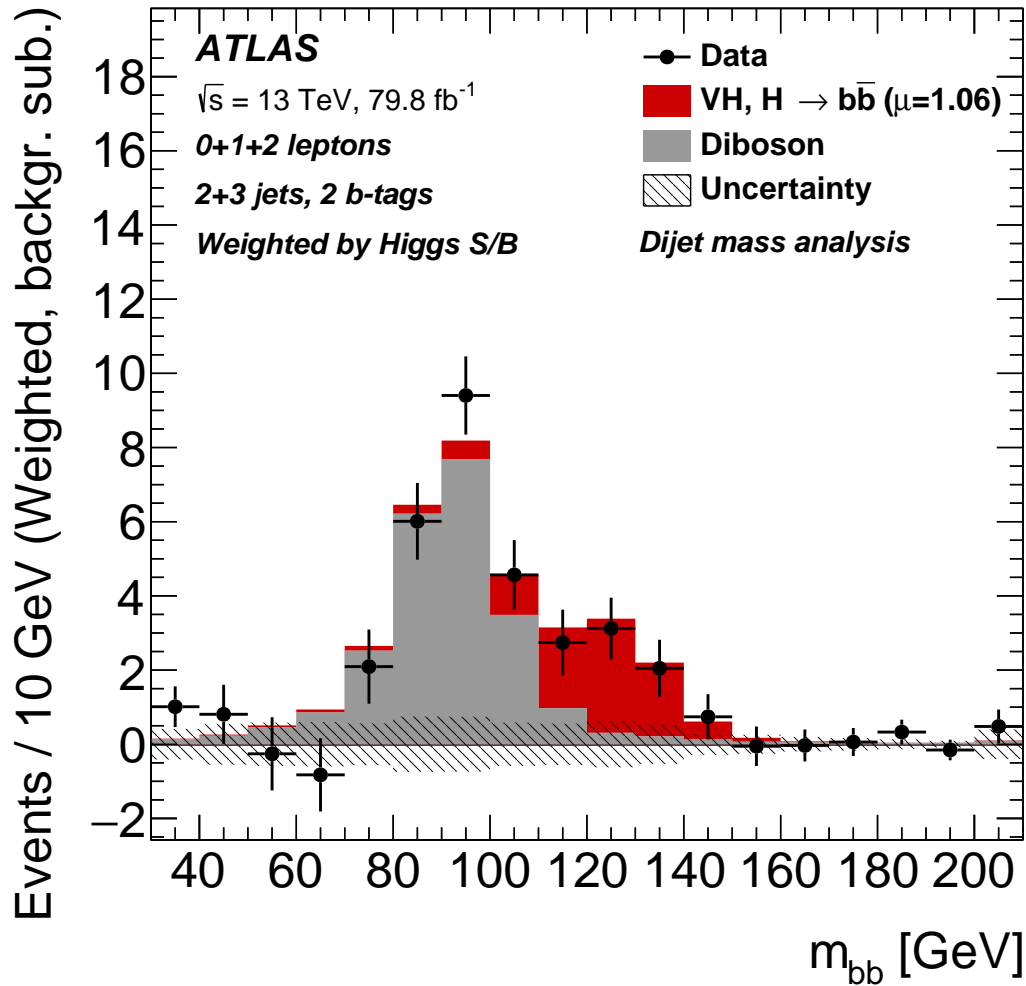 Events / 10 GeV (Weighted, backgr. sub.)
18
16
14
12
10
8
6
4
2
0
−2
ATLAS
√s = 13 TeV, 79.8 fb⁻¹
0+1+2 leptons
2+3 jets, 2 b-tags
Weighted by Higgs S/B
Data
VH, H → bb̅ (μ=1.06)
Diboson
Uncertainty
Dijet mass analysis
40 60 80 100 120 140 160 180 200
m_bb [GeV]